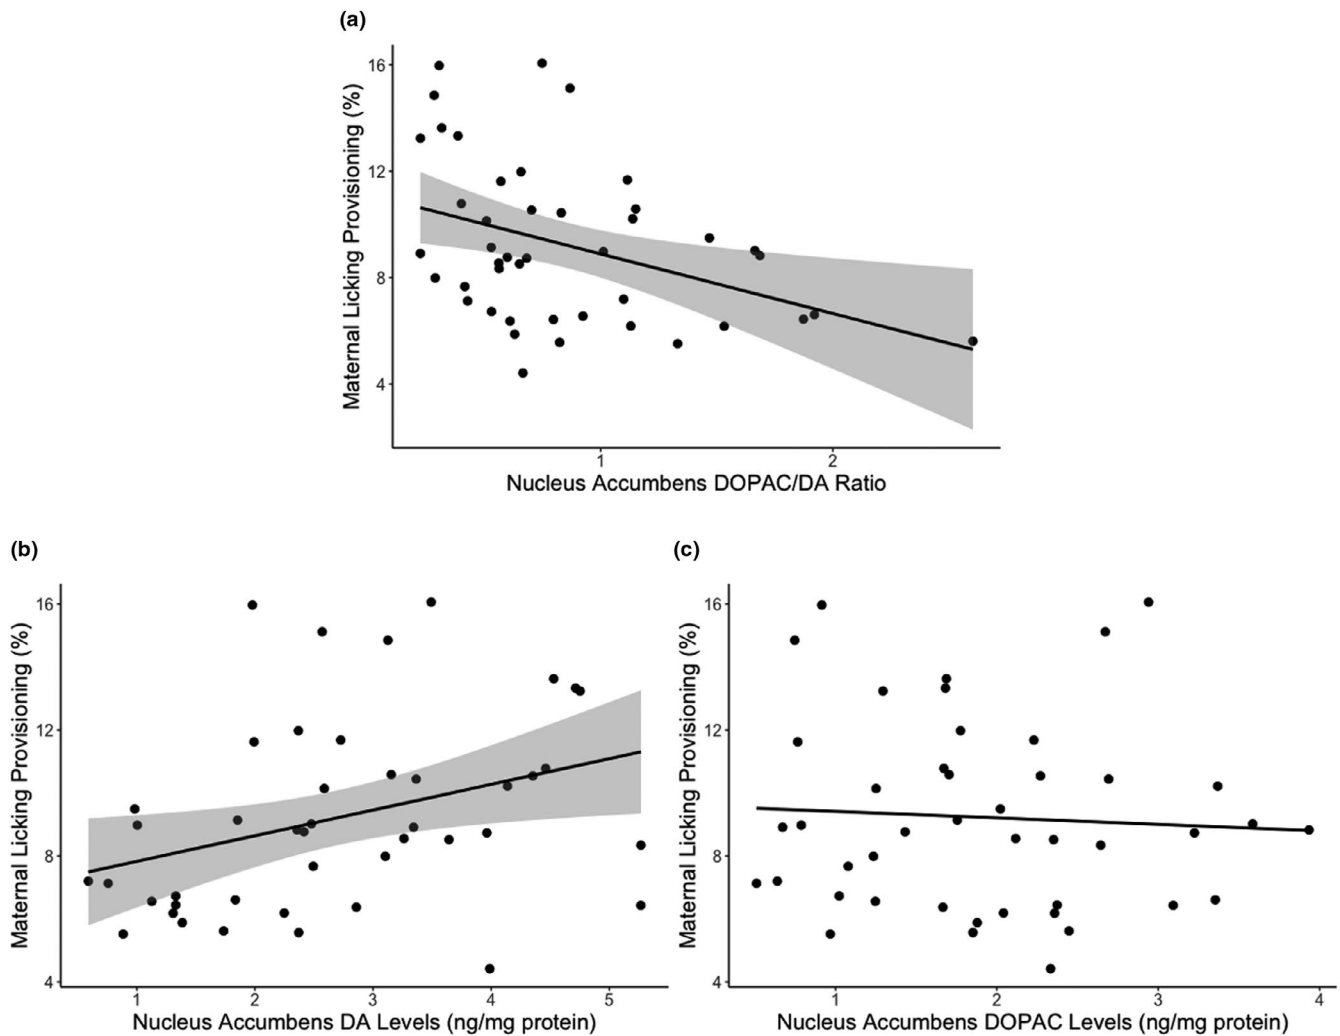 (a)
Maternal Licking Provisioning (%)
16
12
8
4
1
2
Nucleus Accumbens DOPAC/DA Ratio
(b)
Maternal Licking Provisioning (%)
16
12
8
4
1
2
3
4
5
Nucleus Accumbens DA Levels (ng/mg protein)
(c)
Maternal Licking Provisioning (%)
16
12
8
4
1
2
3
4
Nucleus Accumbens DOPAC Levels (ng/mg protein)